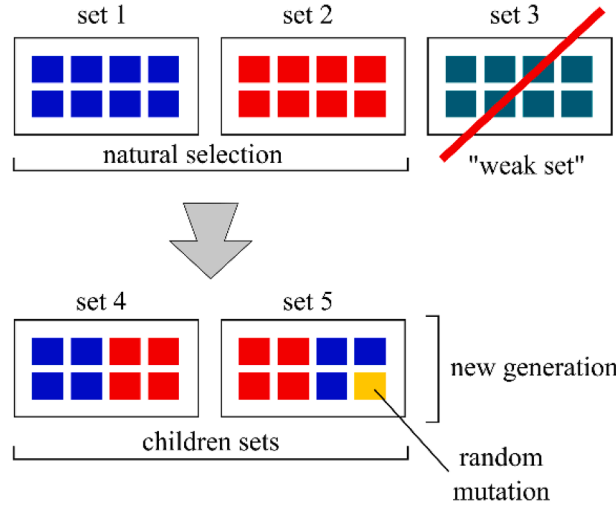 set 1
set 2
set 3
natural selection
"weak set"
set 4
set 5
new generation
children sets
random
mutation